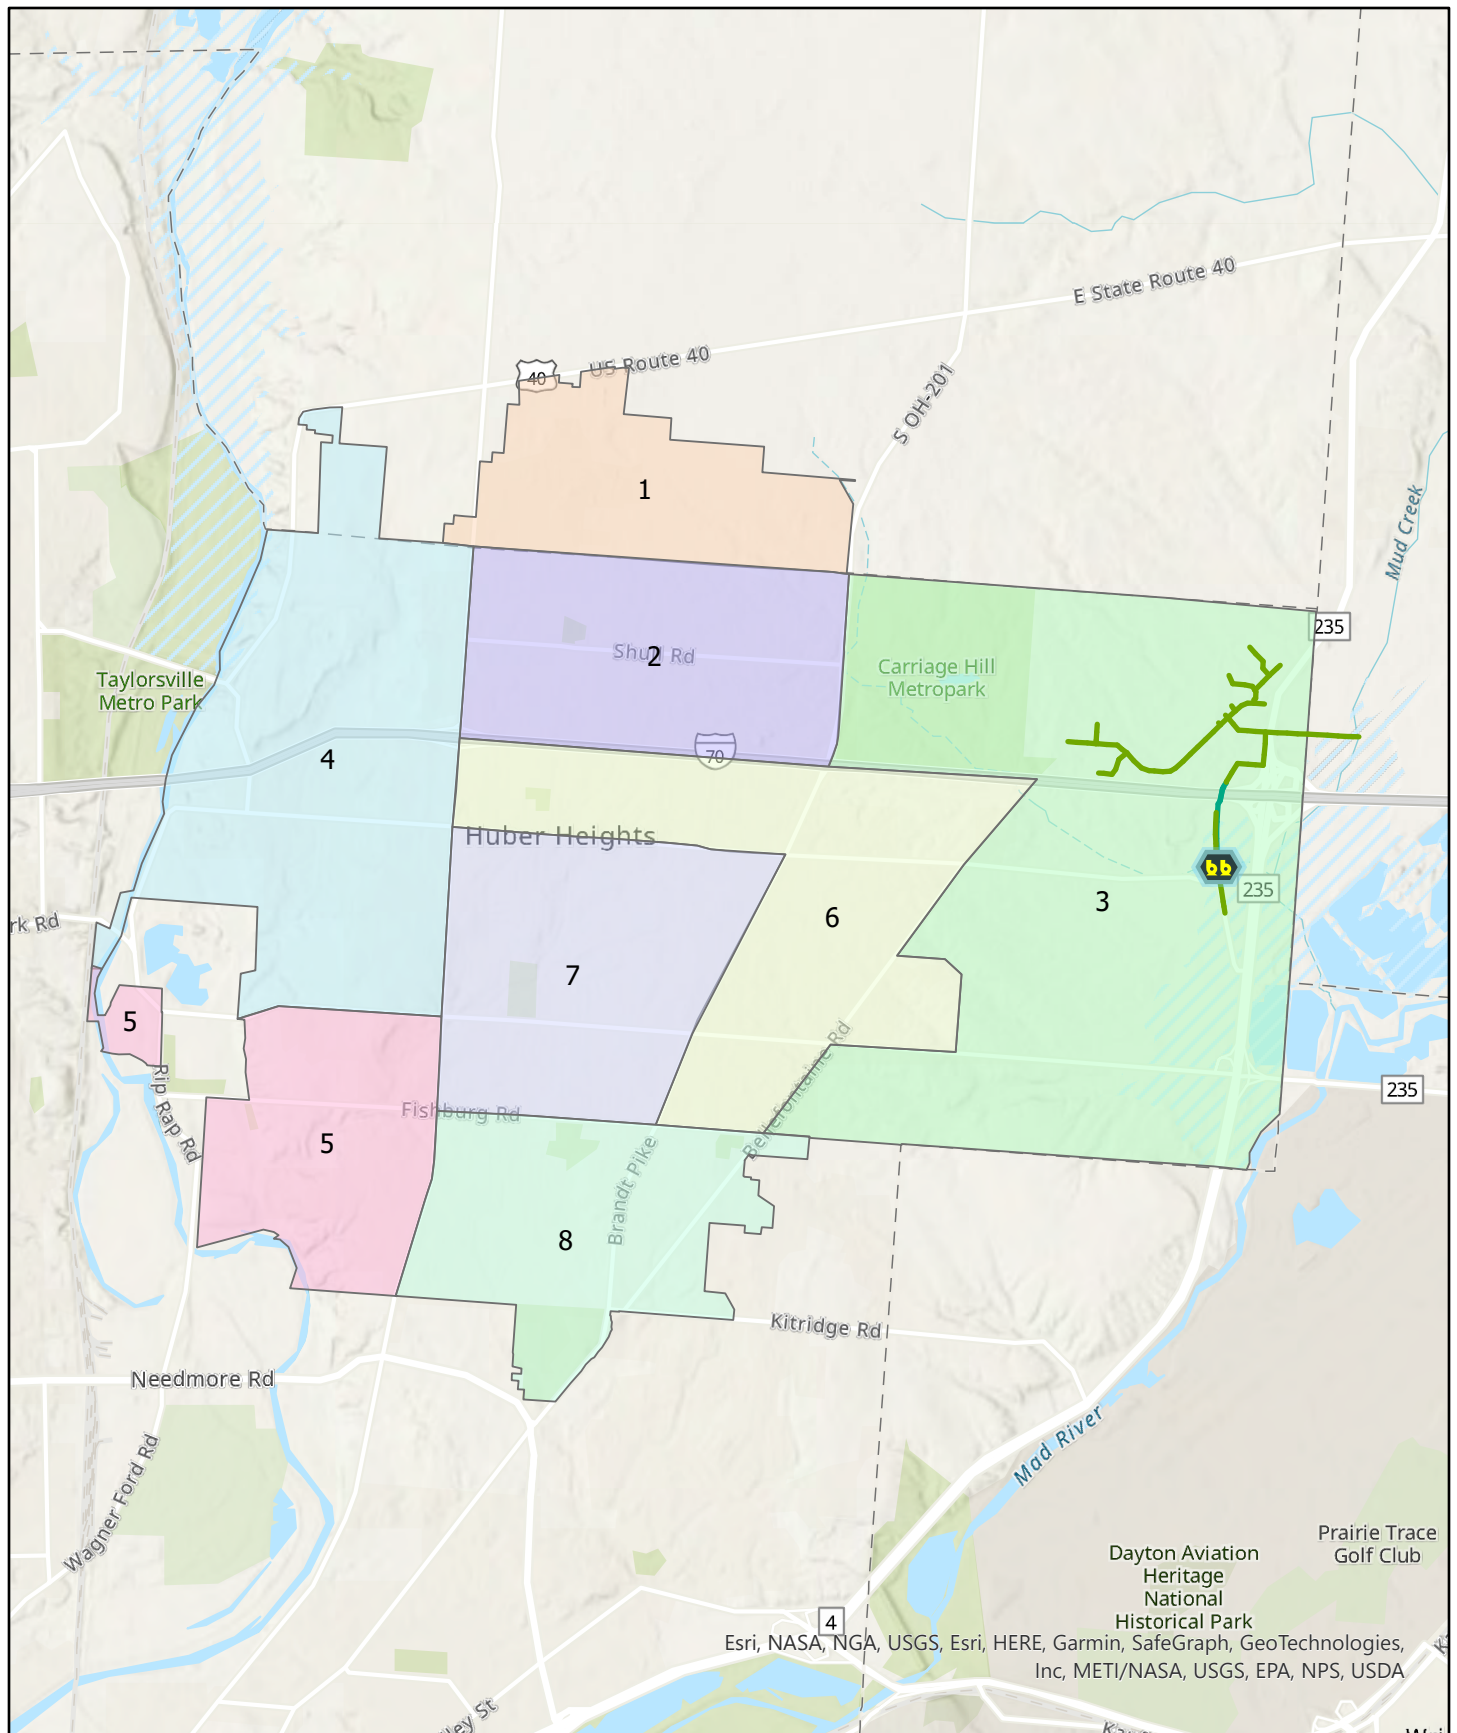 E State Route 40
US Route 40
40
S OH-201
1
Mud Creek
235
Shull Rd
2
Carriage Hill
Metropark
Taylorsville
Metro Park
70
4
Huber Heights
235
3
6
rk Rd
7
5
Bellefontaine Rd
Rip Rap Rd
235
Fishburg Rd
5
Brandt Pike
8
Kitridge Rd
Needmore Rd
Mad River
Wagner Ford Rd
Prairie Trace
Golf Club
Dayton Aviation
Heritage
National
Historical Park
4
Esri, NASA, NGA, USGS, Esri, HERE, Garmin, SafeGraph, GeoTechnologies,
Inc, METI/NASA, USGS, EPA, NPS, USDA
ley St